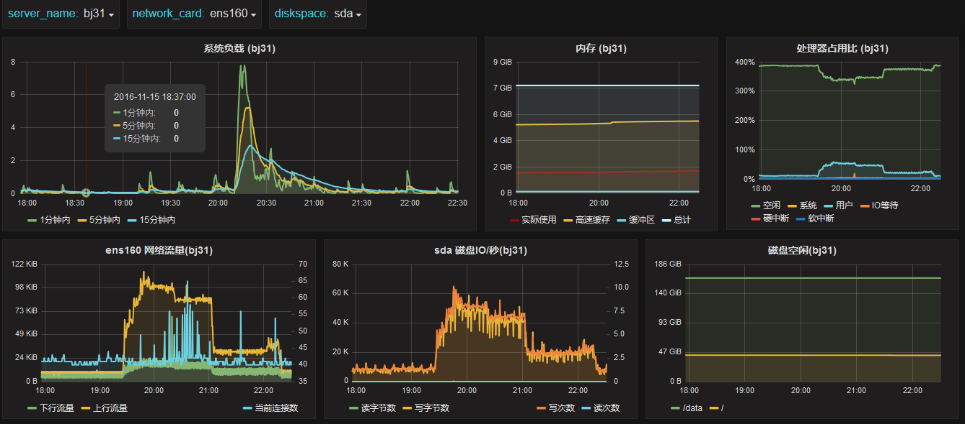 server_name: bj31 network_card: ens160 diskspace: sda
系统负载 (bj31)
8
6
4
2
0
18:00 18:30 19:00 19:30 20:00 20:30 21:00 21:30 22:00 22:30
2016-11-15 18:37:00
1分钟内: 0
5分钟内: 0
15分钟内: 0
1分钟内 5分钟内 15分钟内
内存 (bj31)
9 GiB
7 GiB
6 GiB
4 GiB
2 GiB
0 B
18:00 20:00 22:00
实际使用 高速缓存 缓冲区 总计
处理器占用比 (bj31)
400%
300%
200%
100%
0%
18:00 20:00 22:00
空闲 系统 用户 IO等待
硬中断 软中断
ens160 网络流量(bj31)
122 KiB
98 KiB
73 KiB
49 KiB
24 KiB
0 B
70
65
60
55
50
45
40
35
18:00 19:00 20:00 21:00 22:00
下行流量 上行流量 当前连接数
sda 磁盘IO/秒(bj31)
80 K
60 K
40 K
20 K
0
12.5
10.0
7.5
5.0
2.5
0
18:00 19:00 20:00 21:00 22:00
读字节数 写字节数 写次数 读次数
磁盘空闲(bj31)
186 GiB
140 GiB
93 GiB
47 GiB
0 B
18:00 19:00 20:00 21:00 22:00
/data /